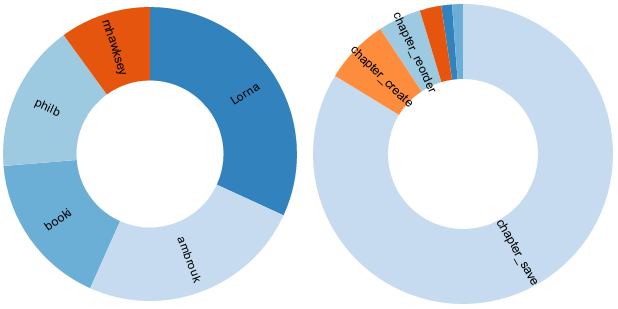 mhawksey
Lorna
philb
booki
ambrouk
chapter_reorder
chapter_create
chapter_save